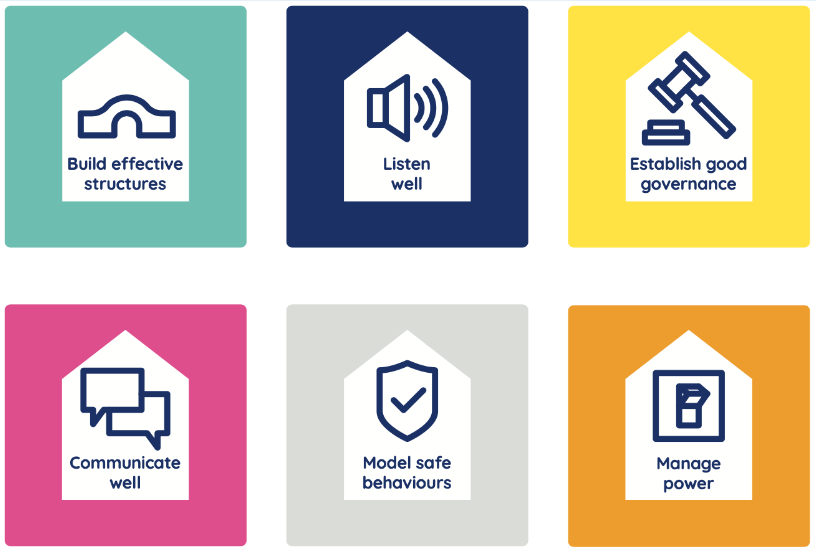 Build effective
structures
Listen
well
Establish good
governance
Communicate
well
Model safe
behaviours
Manage
power